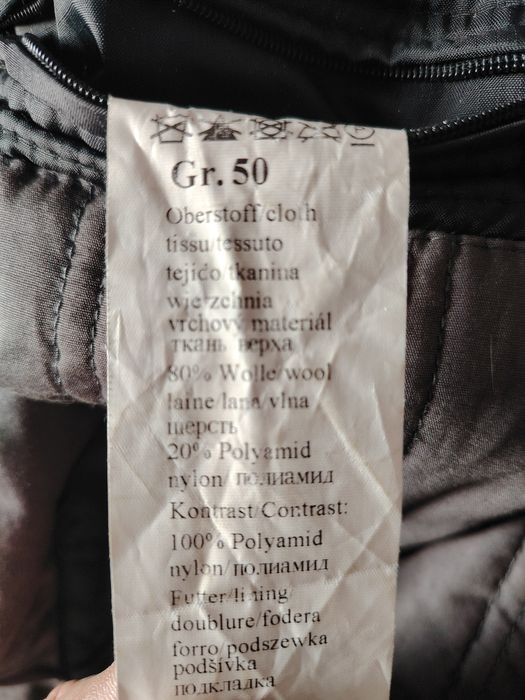 Gr. 50
Oberstoff/cloth
tissu/tessuto
tejido/tkanina
wierzchnia
vrchový materiál
ткань верха
80% Wolle/wool
laine/lana/vlna
шерсть
20% Polyamid
nylon/полиамид
Kontrast/Contrast:
100% Polyamid
nylon/полиамид
Futter/lining/
doublure/fodera
forro/podszewka
podšívka
подкладка